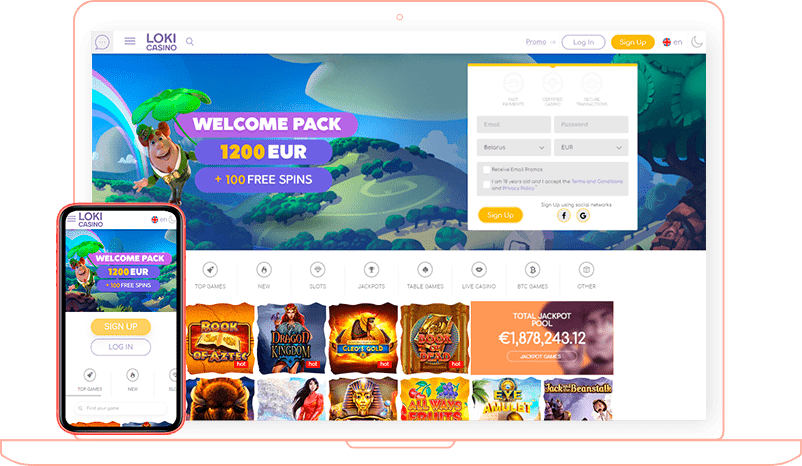 LOKI
CASINO
Promo
Log In
Sign Up
en
WELCOME PACK
1200 EUR
+ 100 FREE SPINS
FAST
PAYMENTS
CERTIFIED
CASINO
SECURE
TRANSACTIONS
Email
Password
Belarus
EUR
Receive Email Promos
I am 18 years old and I accept the Terms and Conditions
and Privacy Policy *
Sign Up
Sign Up using social networks
f
G
TOP GAMES
NEW
SLOTS
JACKPOTS
TABLE GAMES
LIVE CASINO
BTC GAMES
OTHER
BOOK
OF AZTEC
hot
DRAGON
KINGDOM
hot
CLEO'S GOLD
hot
BOOK
OF DEAD
hot
TOTAL JACKPOT
POOL
€1,878,243.12
JACKPOT GAMES
ALL WAYS
FRUITS
EYE
AMULET
Jack and the
Beanstalk
LOKI
CASINO
en
WELCOME PACK
1200 EUR
+ 100 FREE SPINS
SIGN UP
LOG IN
TOP GAMES
NEW
Find your game